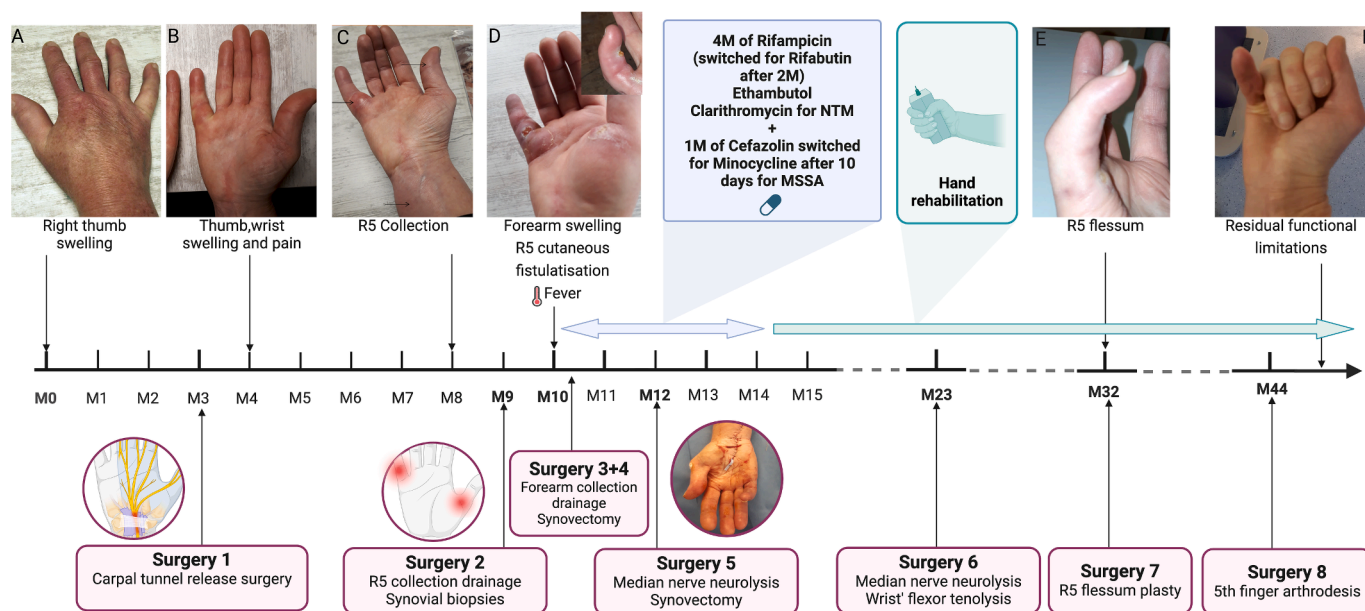 A
B
C
D
E
Right thumb
swelling
Thumb,wrist
swelling and pain
R5 Collection
Forearm swelling
R5 cutaneous
fistulatisation
Fever
4M of Rifampicin
(switched for Rifabutin
after 2M)
Ethambutol
Clarithromycin for NTM
+
1M of Cefazolin switched
for Minocycline after 10
days for MSSA
Hand
rehabilitation
R5 flessum
Residual functional
limitations
M0
M1
M2
M3
M4
M5
M6
M7
M8
M9
M10
M11
M12
M13
M14
M15
M23
M32
M44
Surgery 1
Carpal tunnel release surgery
Surgery 2
R5 collection drainage
Synovial biopsies
Surgery 3+4
Forearm collection
drainage
Synovectomy
Surgery 5
Median nerve neurolysis
Synovectomy
Surgery 6
Median nerve neurolysis
Wrist' flexor tenolysis
Surgery 7
R5 flessum plasty
Surgery 8
5th finger arthrodesis